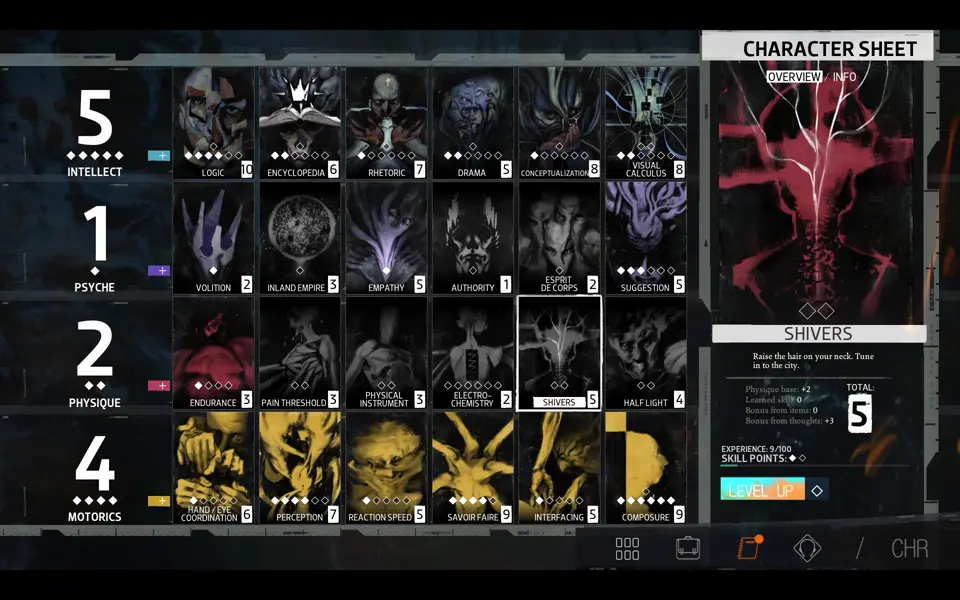 CHARACTER SHEET
OVERVIEW / INFO
5
INTELLECT
LOGIC 10
ENCYCLOPEDIA 6
RHETORIC 7
DRAMA 5
CONCEPTUALIZATION 8
VISUAL
CALCULUS 8
1
PSYCHE
VOLITION 2
INLAND EMPIRE 3
EMPATHY 5
AUTHORITY 1
ESPRIT
DE CORPS 2
SUGGESTION 5
2
PHYSIQUE
ENDURANCE 3
PAIN THRESHOLD 3
PHYSICAL
INSTRUMENT 3
ELECTRO-
CHEMISTRY 2
SHIVERS 5
HALF LIGHT 4
4
MOTORICS
HAND / EYE
COORDINATION 6
PERCEPTION 7
REACTION SPEED 5
SAVOIR FAIRE 9
INTERFACING 5
COMPOSURE 9
SHIVERS
Raise the hair on your neck. Tune
in to the city.
Physique base: +2
Learned skill: 0
Bonus from items: 0
Bonus from thoughts: +3
TOTAL:
5
EXPERIENCE: 9/100
SKILL POINTS:
LEVEL UP
/ CHR